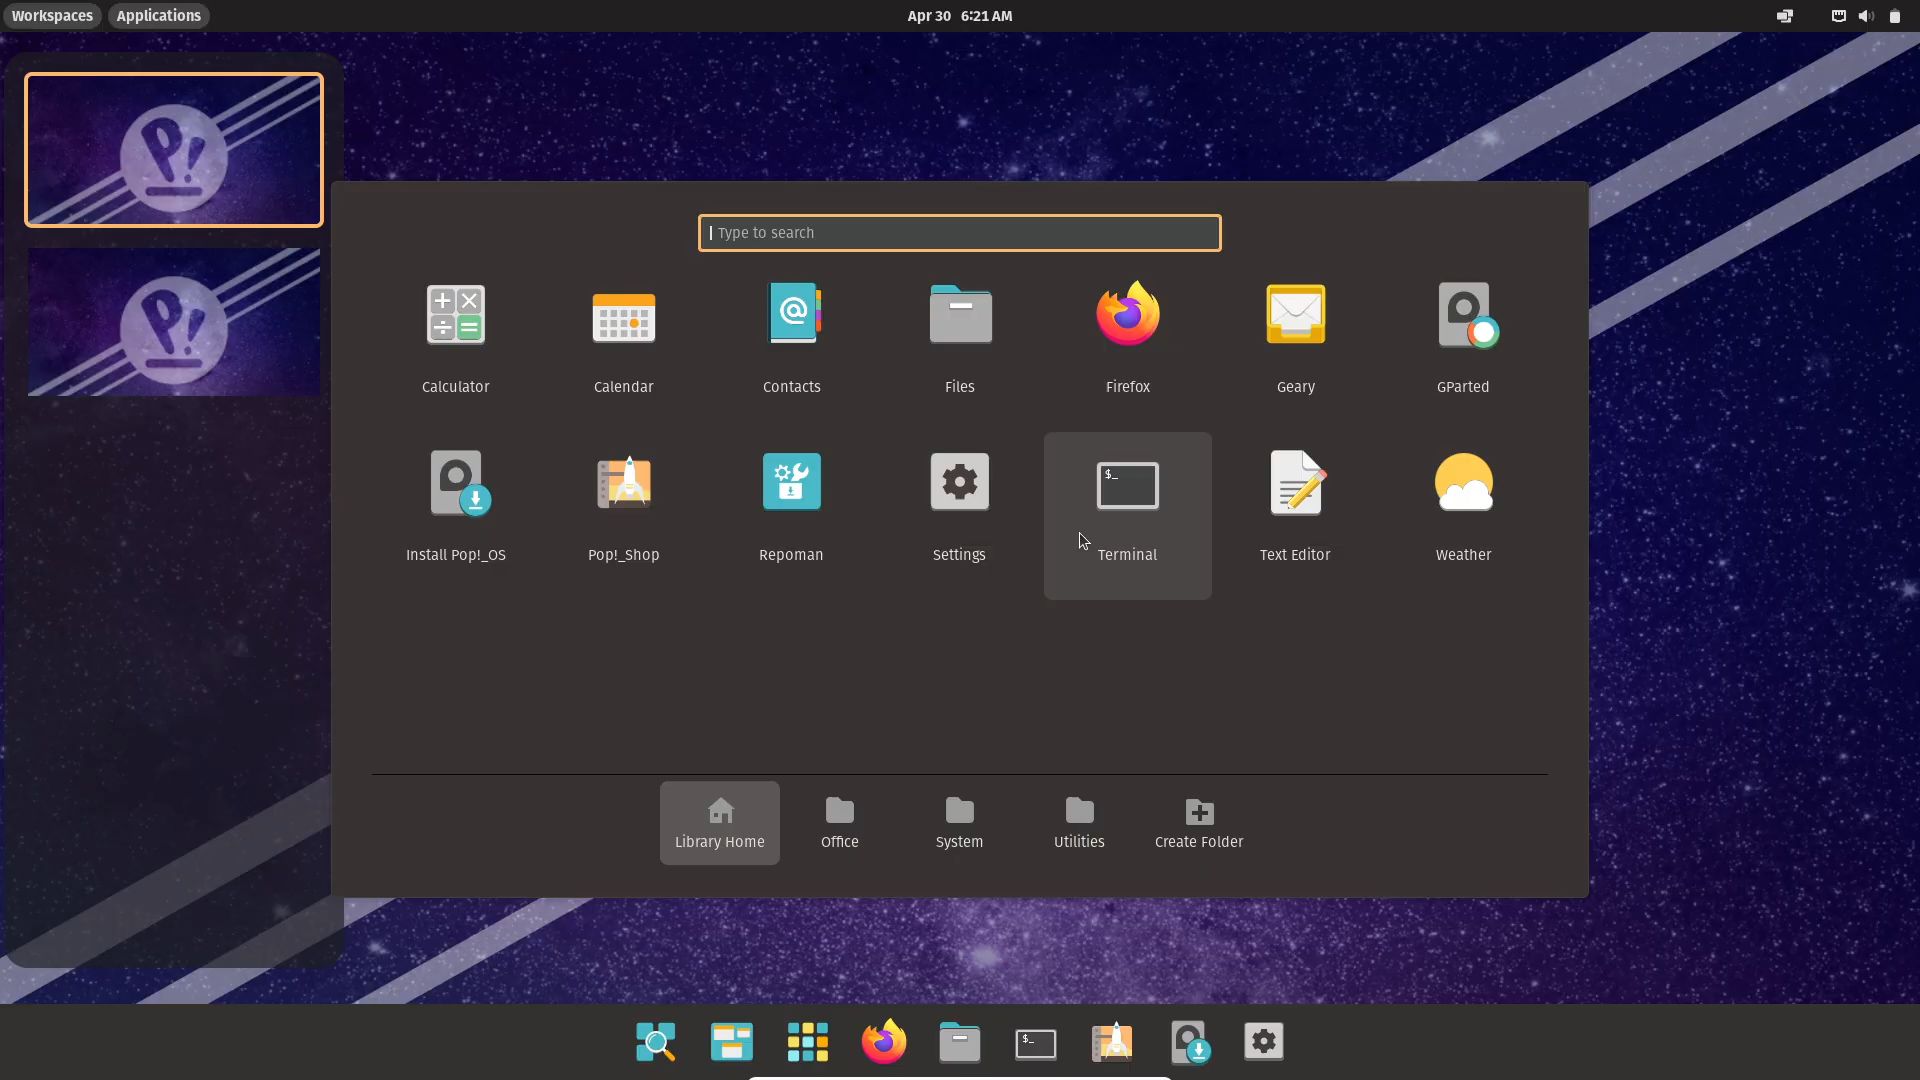 Workspaces Applications Apr 30 6:21 AM
P!
P!
Type to search
Calculator Calendar Contacts Files Firefox Geary GParted
$_
Install Pop!_OS Pop!_Shop Repoman Settings Terminal Text Editor Weather
Library Home Office System Utilities Create Folder
$_